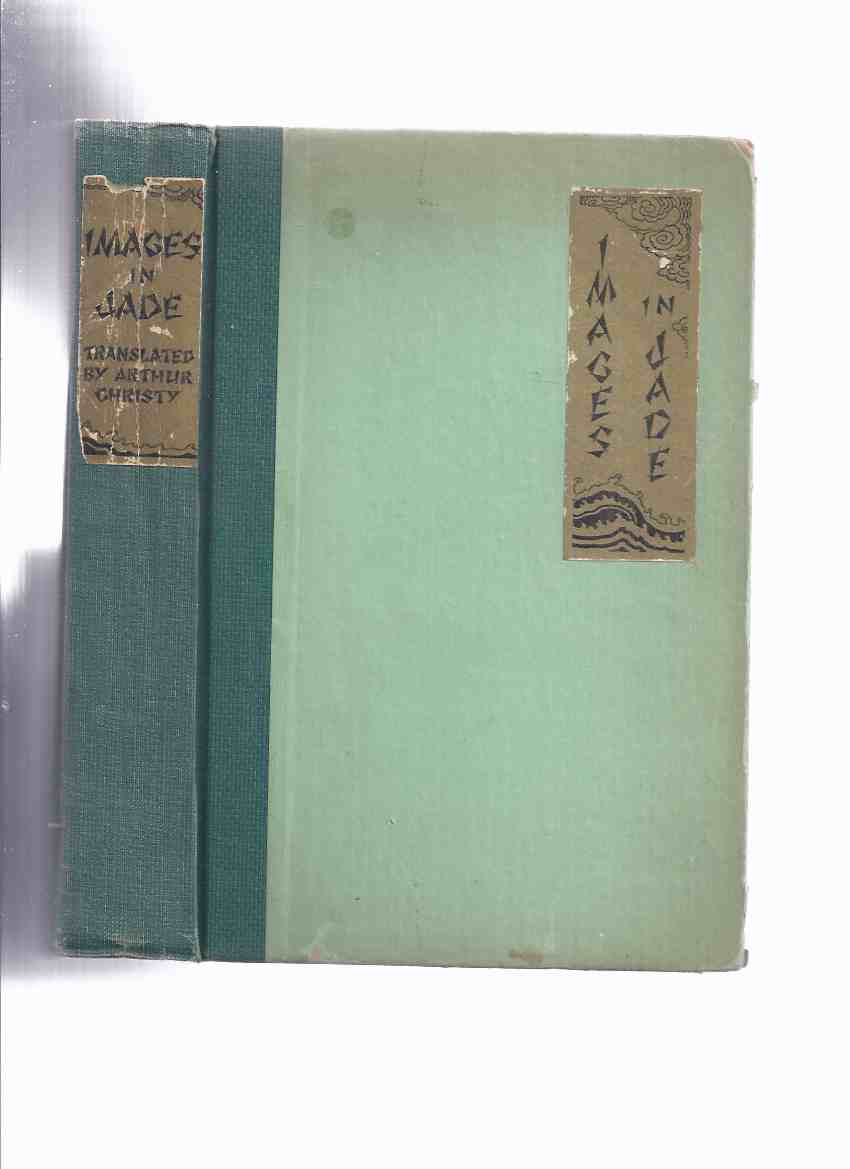 IMAGES
IN
JADE
TRANSLATED
BY ARTHUR
CHRISTY
IMAGES
IN JADE